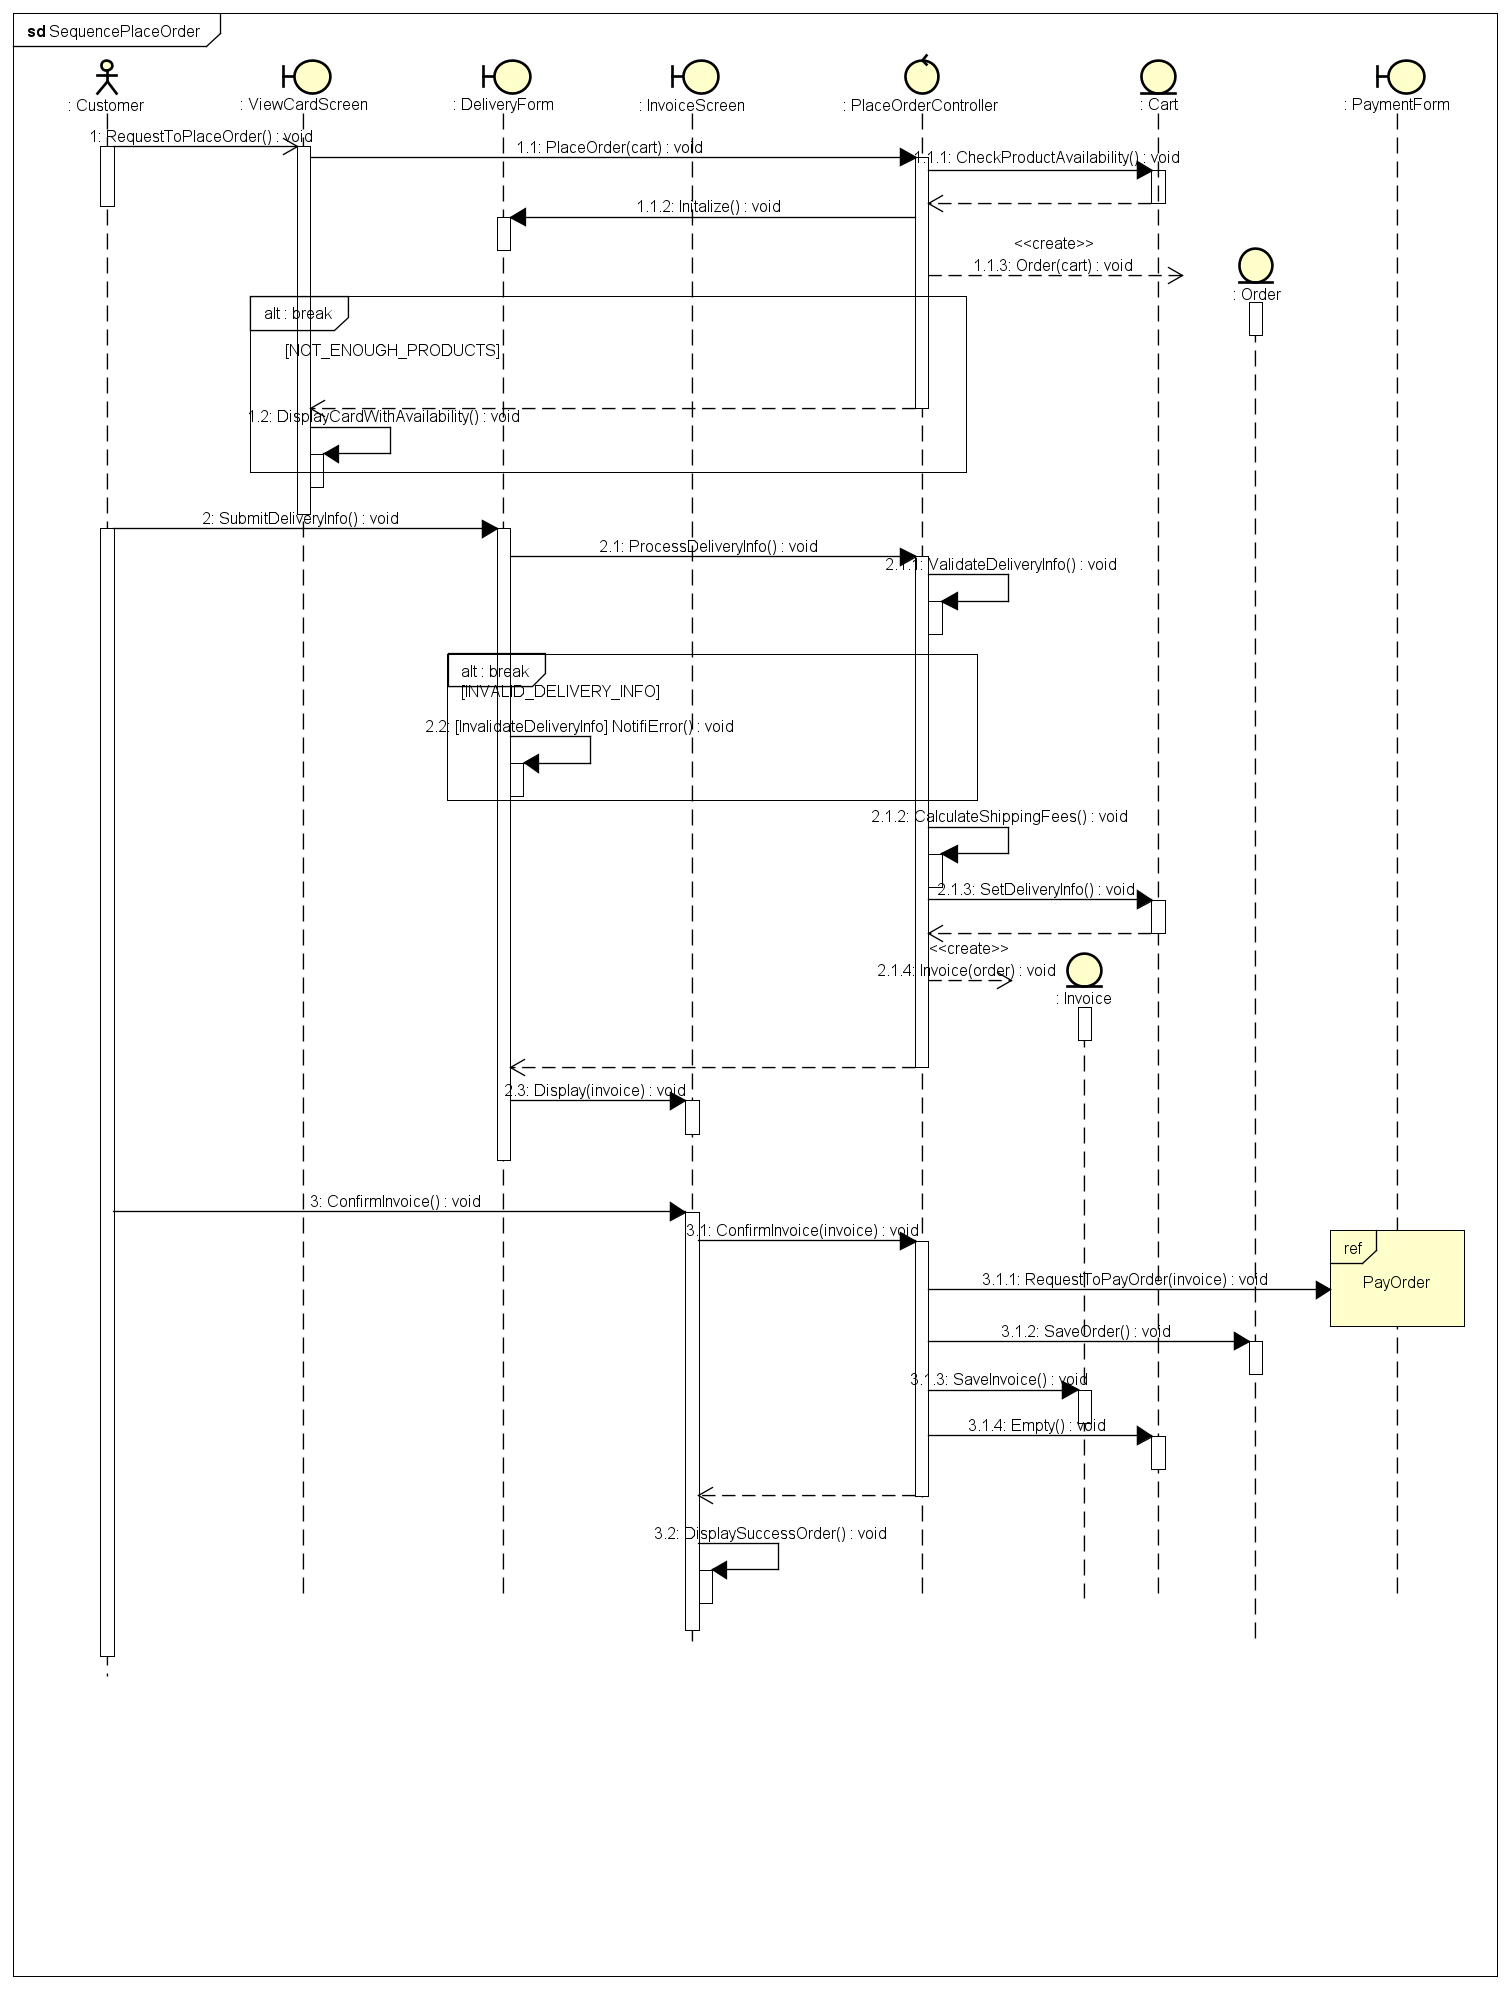 sd SequencePlaceOrder
: Customer
: ViewCardScreen
: DeliveryForm
: InvoiceScreen
: PlaceOrderController
: Cart
: PaymentForm
1: RequestToPlaceOrder() : void
1.1: PlaceOrder(cart) : void
1.1.1: CheckProductAvailability() : void
1.1.2: Initalize() : void
<<create>>
1.1.3: Order(cart) : void
: Order
alt : break
[NOT_ENOUGH_PRODUCTS]
1.2: DisplayCardWithAvailability() : void
2: SubmitDeliveryInfo() : void
2.1: ProcessDeliveryInfo() : void
2.1.1: ValidateDeliveryInfo() : void
alt : break
[INVALID_DELIVERY_INFO]
2.2: [InvalidateDeliveryInfo] NotifiError() : void
2.1.2: CalculateShippingFees() : void
2.1.3: SetDeliveryInfo() : void
<<create>>
2.1.4: Invoice(order) : void
: Invoice
2.3: Display(invoice) : void
3: ConfirmInvoice() : void
3.1: ConfirmInvoice(invoice) : void
ref
PayOrder
3.1.1: RequestToPayOrder(invoice) : void
3.1.2: SaveOrder() : void
3.1.3: SaveInvoice() : void
3.1.4: Empty() : void
3.2: DisplaySuccessOrder() : void